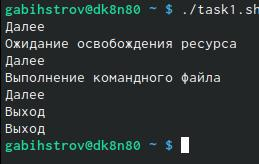 gabihstrov@dk8n80 ~ $ ./task1.sh
Далее
Ожидание освобождения ресурса
Далее
Выполнение командного файла
Далее
Выход
Выход
gabihstrov@dk8n80 ~ $